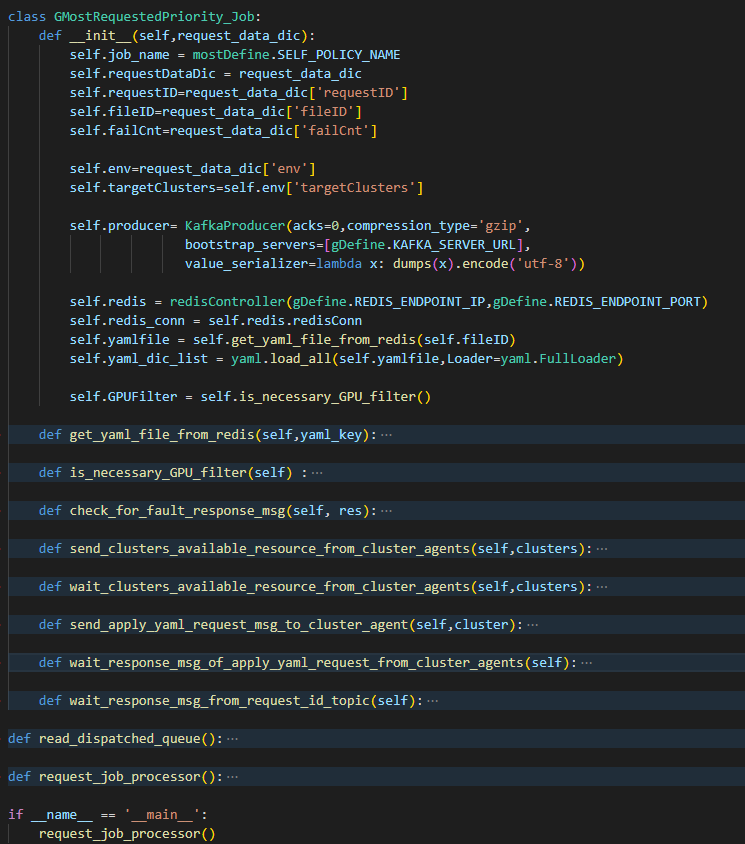 class GMostRequestedPriority_Job:
    def __init__(self,request_data_dic):
        self.job_name = mostDefine.SELF_POLICY_NAME
        self.requestDataDic = request_data_dic
        self.requestID=request_data_dic['requestID']
        self.fileID=request_data_dic['fileID']
        self.failCnt=request_data_dic['failCnt']

        self.env=request_data_dic['env']
        self.targetClusters=self.env['targetClusters']

        self.producer= KafkaProducer(acks=0,compression_type='gzip',
                       bootstrap_servers=[gDefine.KAFKA_SERVER_URL],
                       value_serializer=lambda x: dumps(x).encode('utf-8'))

        self.redis = redisController(gDefine.REDIS_ENDPOINT_IP,gDefine.REDIS_ENDPOINT_PORT)
        self.redis_conn = self.redis.redisConn
        self.yamlfile = self.get_yaml_file_from_redis(self.fileID)
        self.yaml_dic_list = yaml.load_all(self.yamlfile,Loader=yaml.FullLoader)

        self.GPUFilter = self.is_necessary_GPU_filter()

    def get_yaml_file_from_redis(self,yaml_key):···

    def is_necessary_GPU_filter(self) :···

    def check_for_fault_response_msg(self, res):···

    def send_clusters_available_resource_from_cluster_agents(self,clusters):···

    def wait_clusters_available_resource_from_cluster_agents(self,clusters):···

    def send_apply_yaml_request_msg_to_cluster_agent(self,cluster):···

    def wait_response_msg_of_apply_yaml_request_from_cluster_agents(self):···

    def wait_response_msg_from_request_id_topic(self):···

def read_dispatched_queue():···

def request_job_processor():···

if __name__ == '__main__':
    request_job_processor()